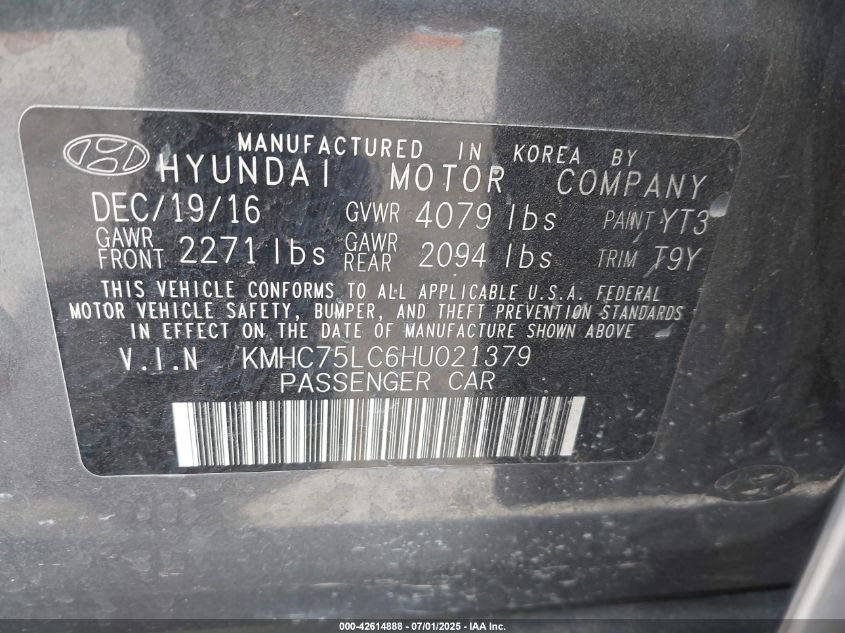 MANUFACTURED IN KOREA BY
HYUNDAI MOTOR COMPANY
DEC/19/16 GVWR 4079 lbs PAINT YT3
GAWR FRONT 2271 lbs GAWR REAR 2094 lbs TRIM T9Y
THIS VEHICLE CONFORMS TO ALL APPLICABLE U.S.A. FEDERAL
MOTOR VEHICLE SAFETY, BUMPER, AND THEFT PREVENTION STANDARDS
IN EFFECT ON THE DATE OF MANUFACTURE SHOWN ABOVE
V.I.N KMHC75LC6HU021379
PASSENGER CAR
000-42614888 - 07/01/2025 - IAA Inc.